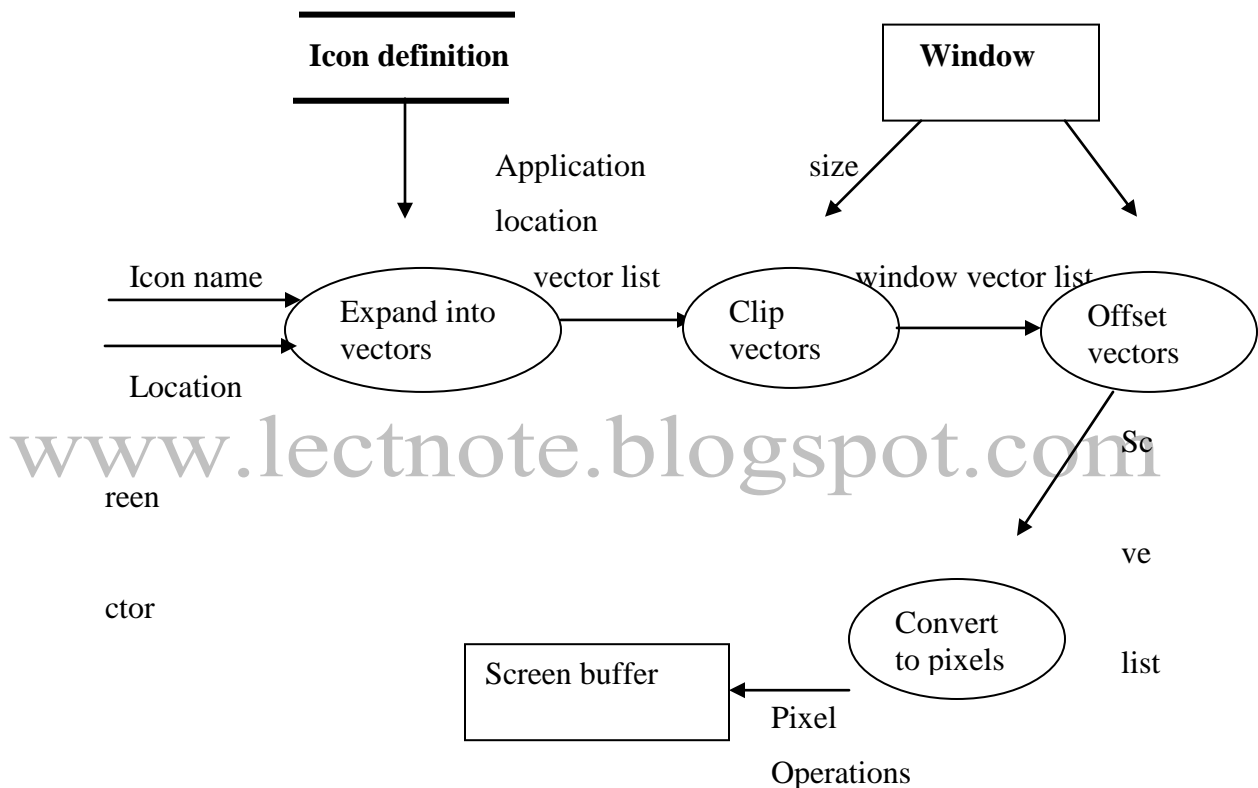 Icon definition
Window
Application
size
location
Icon name
vector list
window vector list
Expand into
vectors
Clip
vectors
Offset
vectors
Location
www.lectnote.blogspot.com
Sc
reen
ve
ctor
Convert
to pixels
list
Screen buffer
Pixel
Operations